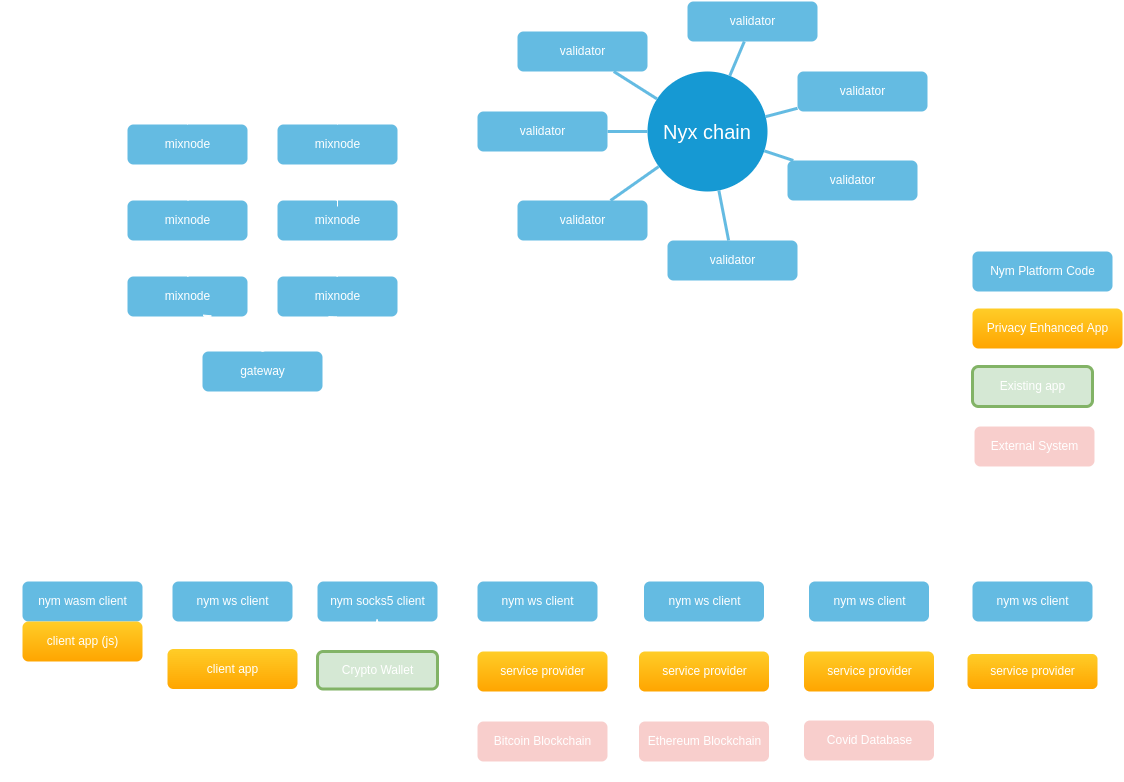 validator
validator
validator
validator
Nyx chain
validator
validator
validator
mixnode
mixnode
mixnode
mixnode
mixnode
mixnode
gateway
Nym Platform Code
Privacy Enhanced App
Existing app
External System
nym wasm client
nym ws client
nym socks5 client
nym ws client
nym ws client
nym ws client
nym ws client
client app (js)
client app
Crypto Wallet
service provider
service provider
service provider
service provider
Bitcoin Blockchain
Ethereum Blockchain
Covid Database